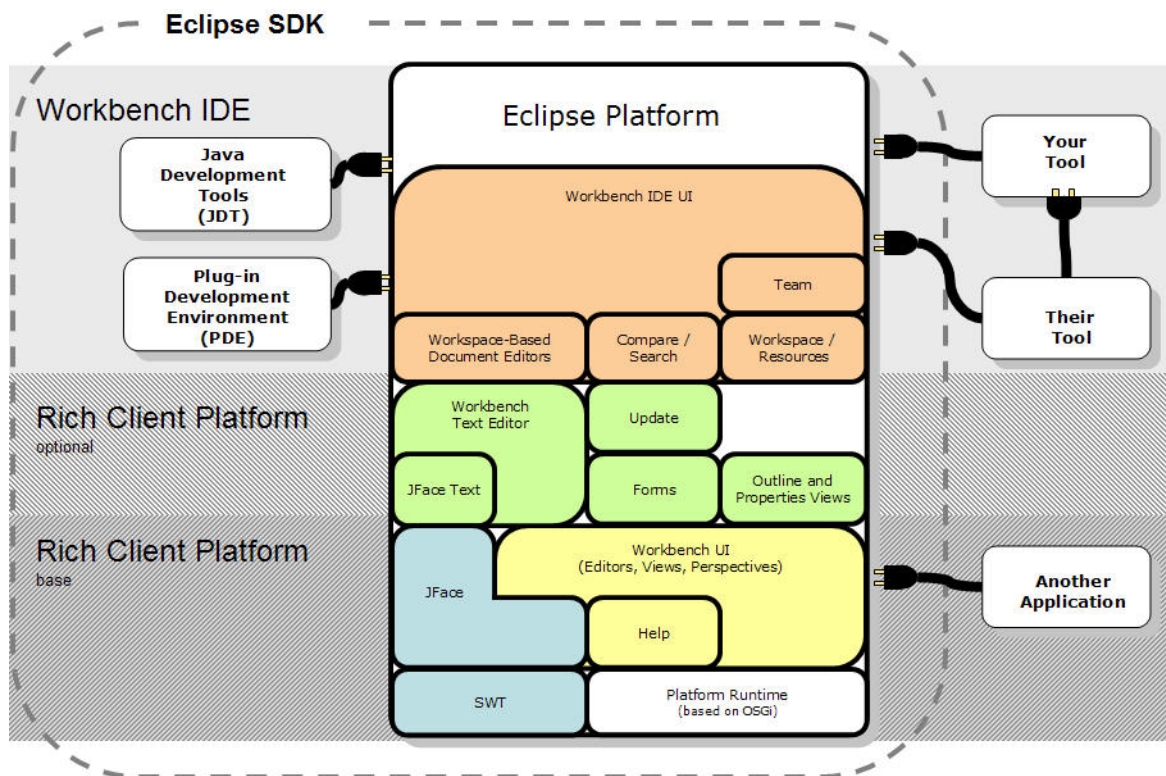 Eclipse SDK
Workbench IDE
Eclipse Platform
Java
Development
Tools
(JDT)
Your
Tool
Workbench IDE UI
Plug-in
Development
Environment
(PDE)
Team
Their
Tool
Workspace-Based
Document Editors
Compare /
Search
Workspace /
Resources
Rich Client Platform
optional
Workbench
Text Editor
Update
JFace Text
Forms
Outline and
Properties Views
Rich Client Platform
base
JFace
Workbench UI
(Editors, Views, Perspectives)
Help
Another
Application
SWT
Platform Runtime
(based on OSGi)